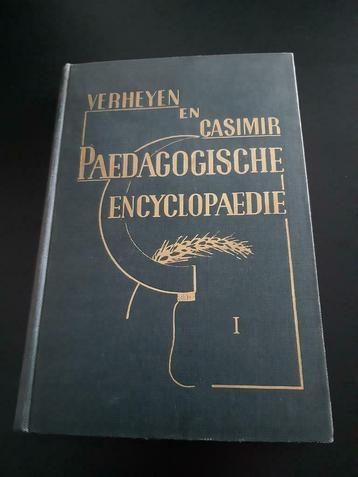 VERHEYEN
EN
CASIMIR
PAEDAGOGISCHE
ENCYCLOPAEDIE
I